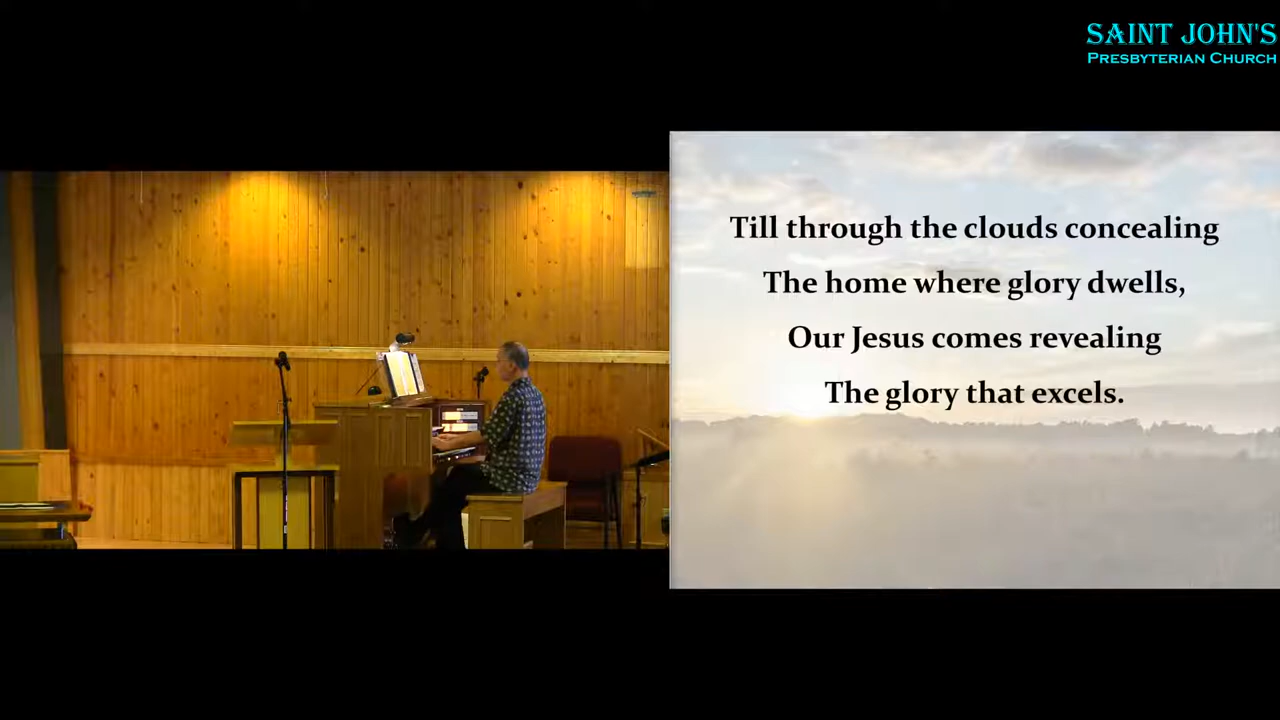 SAINT JOHN'S
PRESBYTERIAN CHURCH
Till through the clouds concealing
The home where glory dwells,
Our Jesus comes revealing
The glory that excels.